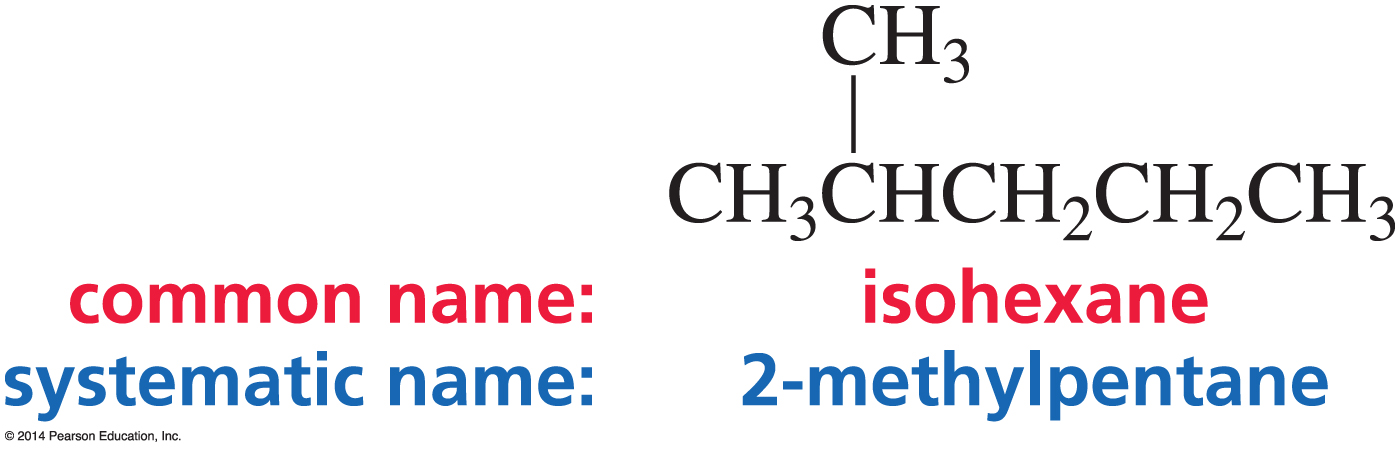 CH₃
CH₃CHCH₂CH₂CH₃
common name: isohexane
systematic name: 2-methylpentane
© 2014 Pearson Education, Inc.